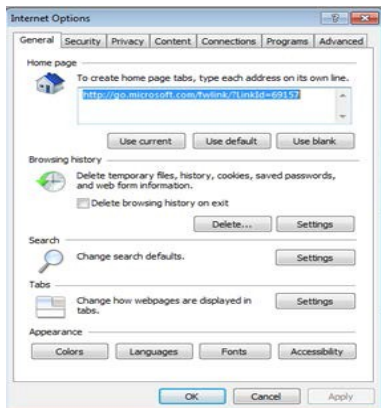 Internet Options
General Security Privacy Content Connections Programs Advanced
Home page
To create home page tabs, type each address on its own line.
http://go.microsoft.com/fwlink/?LinkId=69157
Use current Use default Use blank
Browsing history
Delete temporary files, history, cookies, saved passwords,
and web form information.
Delete browsing history on exit
Delete... Settings
Search
Change search defaults. Settings
Tabs
Change how webpages are displayed in Settings
tabs.
Appearance
Colors Languages Fonts Accessibility
OK Cancel Apply